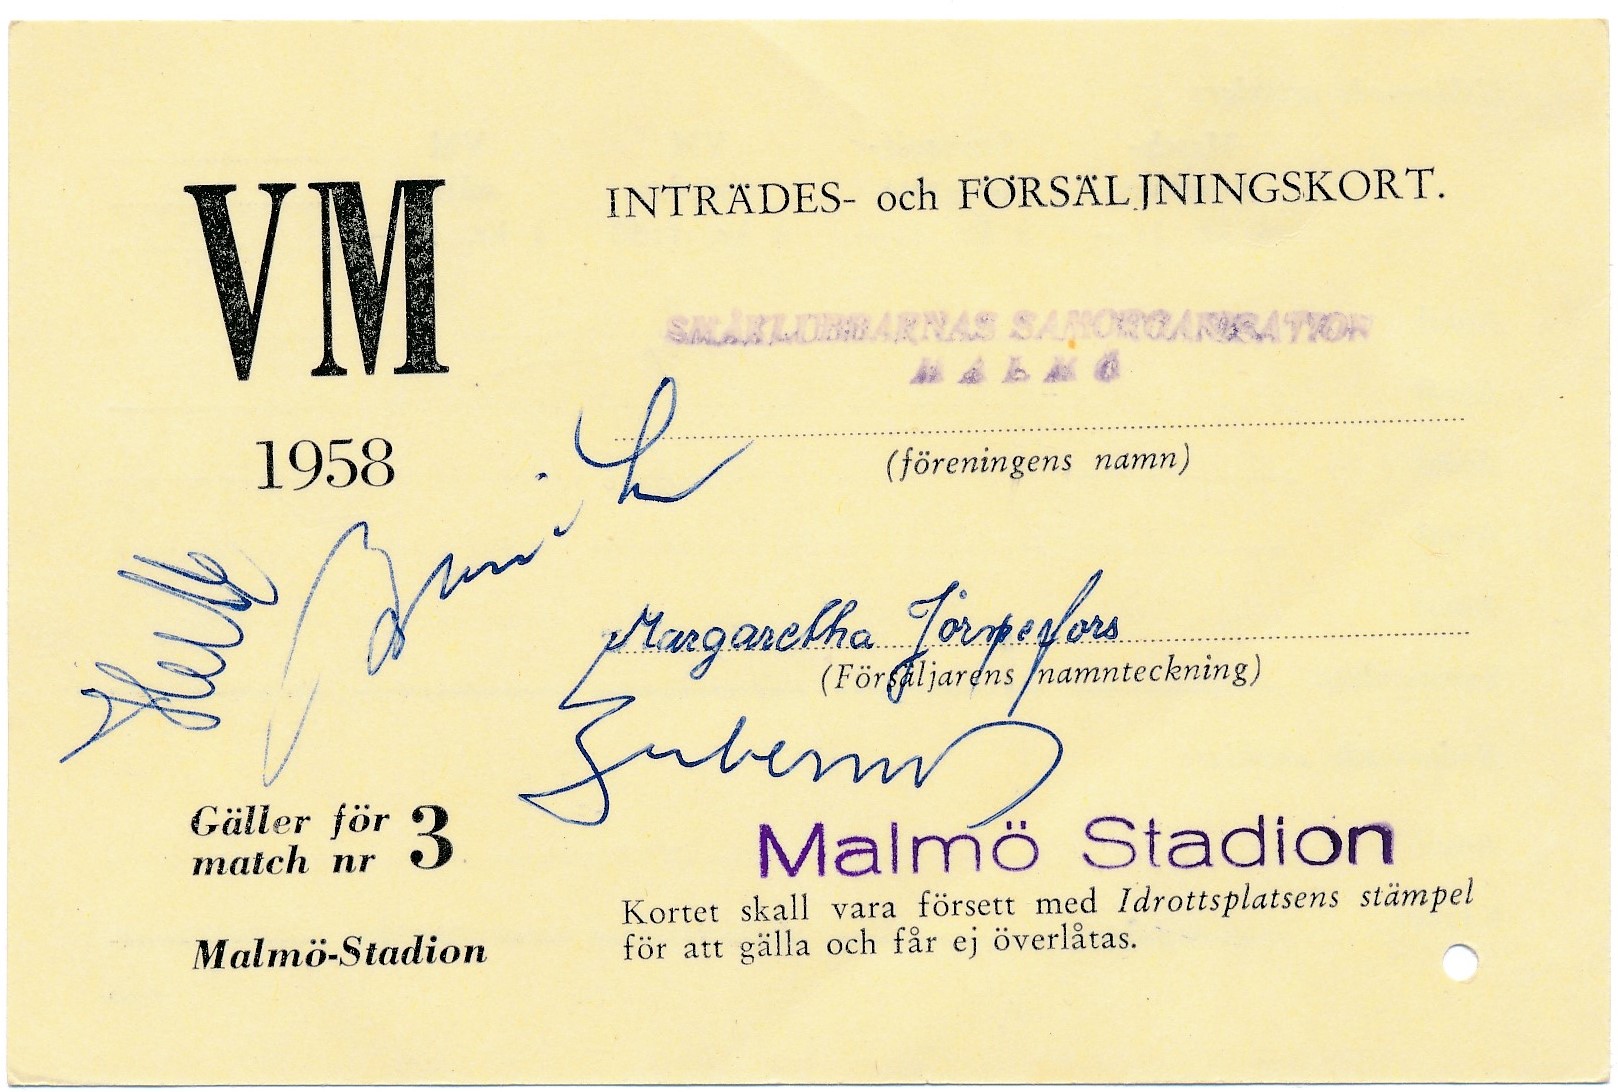 VM
1958
INTRÄDES- och FÖRSÄLJNINGSKORT.
SMÅKLUBBARNAS SAMORGANISATION
MALMÖ
(föreningens namn)
Margaretha
(Försäljarens namnteckning)
Gäller för
match nr 3
Malmö-Stadion
Malmö Stadion
Kortet skall vara försett med Idrottsplatsens stämpel
för att gälla och får ej överlåtas.